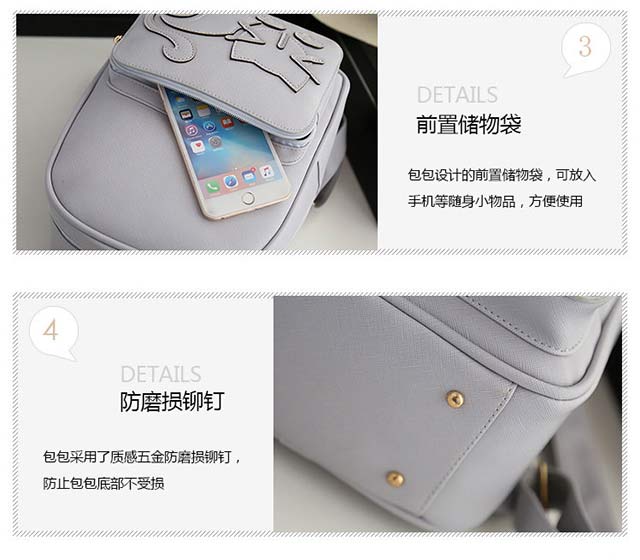 3
DETAILS
前置储物袋
包包设计的前置储物袋，可放入
手机等随身小物品，方便使用
4
DETAILS
防磨损铆钉
包包采用了质感五金防磨损铆钉，
防止包包底部不受损